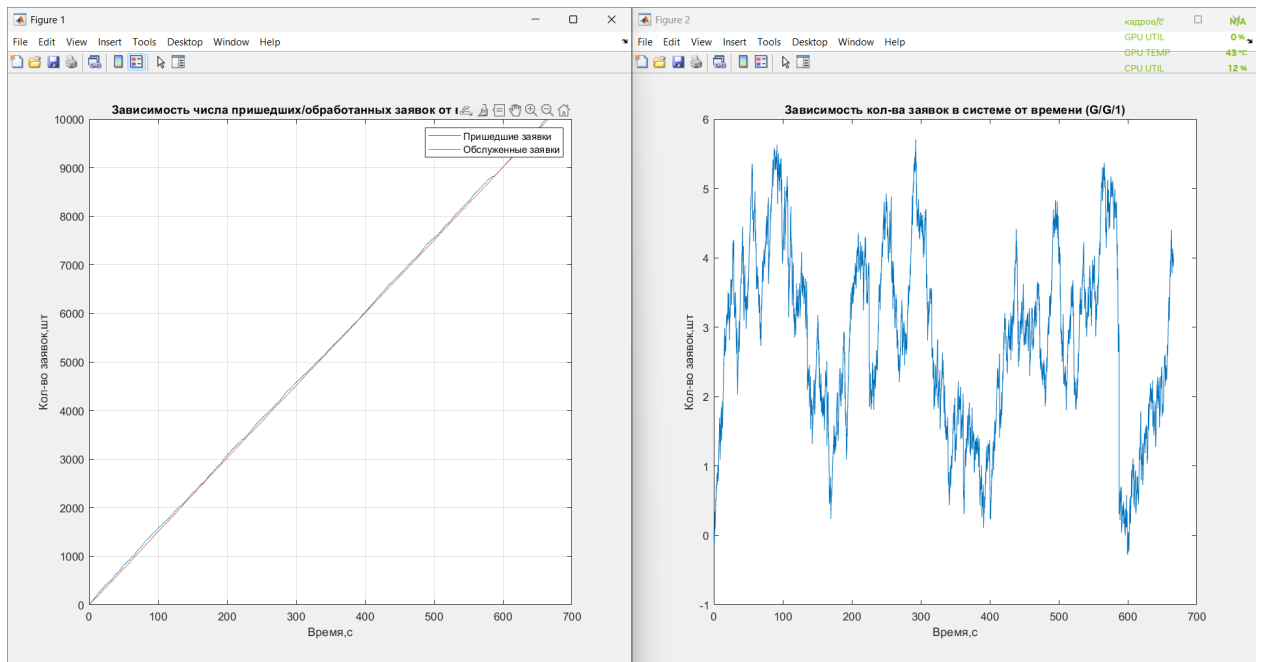 Figure 1
File Edit View Insert Tools Desktop Window Help
Зависимость числа пришедших/обработанных заявок от
Пришедшие заявки
Обслуженные заявки
Кол-во заявок,шт
10000
9000
8000
7000
6000
5000
4000
3000
2000
1000
0
0 100 200 300 400 500 600 700
Время,с
Figure 2
кадров/с N/A
GPU UTIL 0 %
GPU TEMP 43 °C
CPU UTIL 12 %
File Edit View Insert Tools Desktop Window Help
Зависимость кол-ва заявок в системе от времени (G/G/1)
Кол-во заявок,шт
6
5
4
3
2
1
0
-1
0 100 200 300 400 500 600 700
Время,с